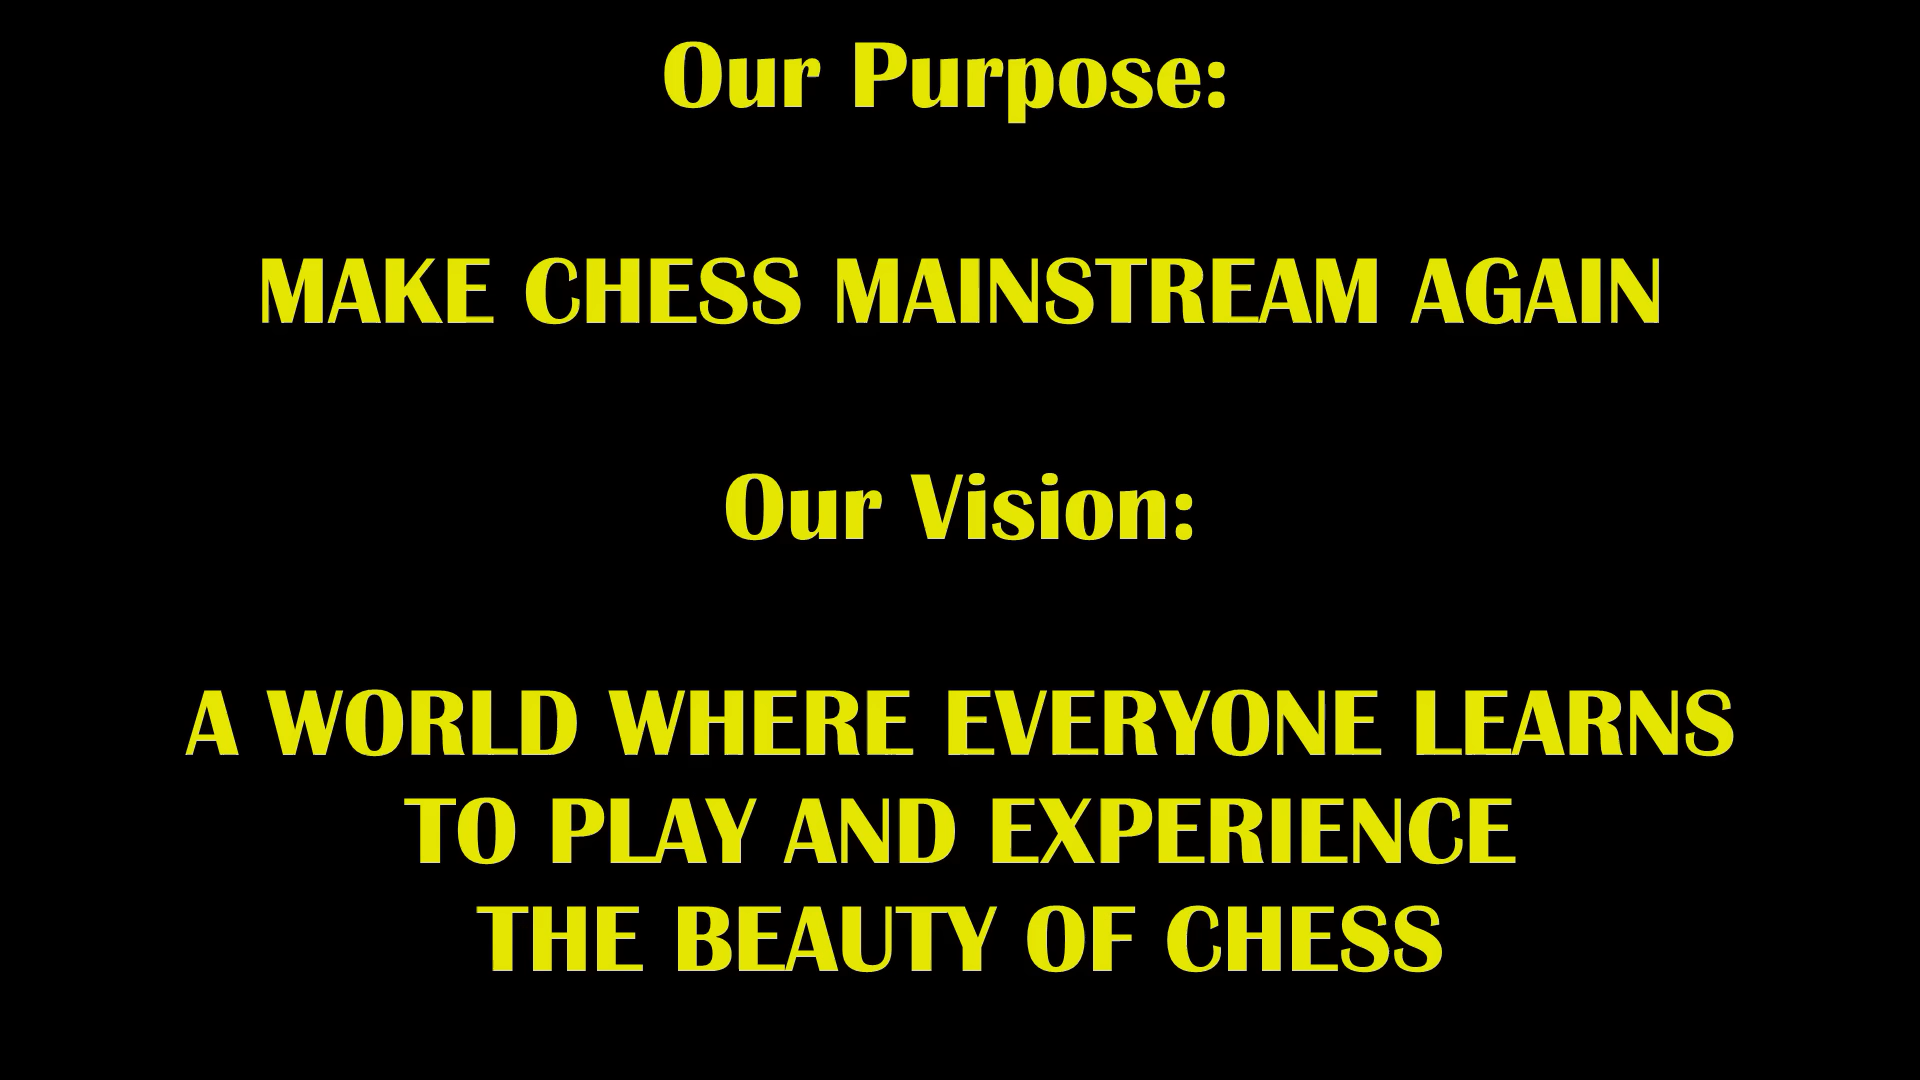 Our Purpose:
MAKE CHESS MAINSTREAM AGAIN
Our Vision:
A WORLD WHERE EVERYONE LEARNS
TO PLAY AND EXPERIENCE
THE BEAUTY OF CHESS